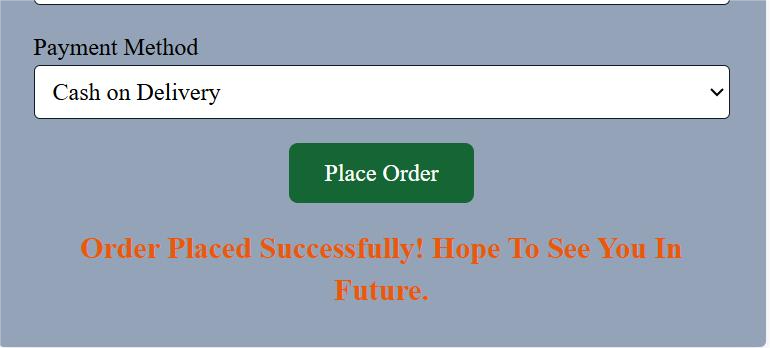 Payment Method
Cash on Delivery
Place Order
Order Placed Successfully! Hope To See You In
Future.